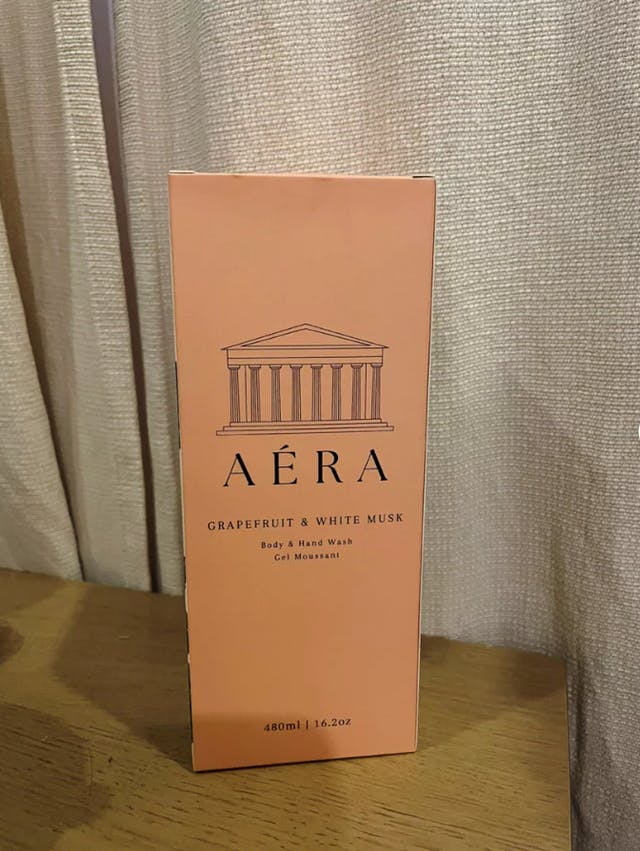 AÉRA
GRAPEFRUIT & WHITE MUSK
Body & Hand Wash
Gel Moussant
480ml | 16.2oz